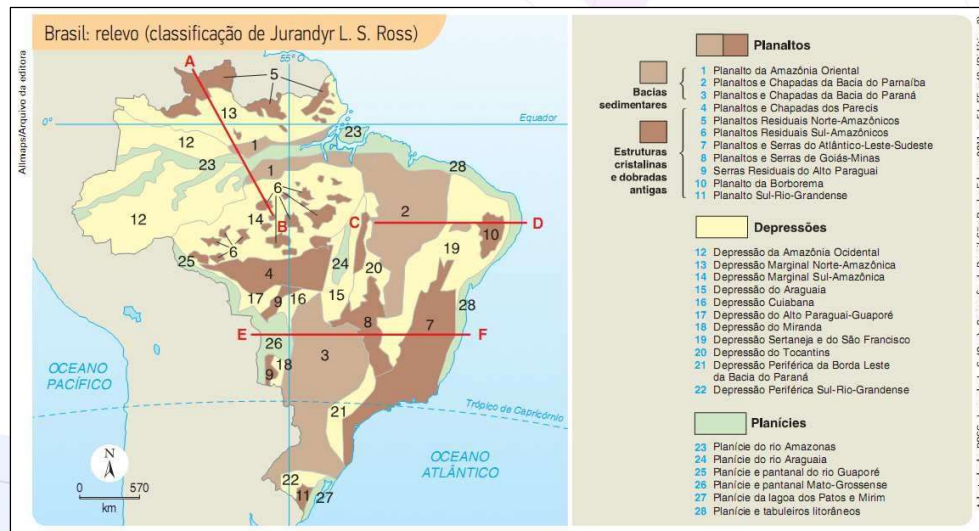 Brasil: relevo (classificação de Jurandyr L. S. Ross)
Allmaps/Arquivo da editora
A
55° O
5
13
0°
Equador
23
12
1
23
1
28
6
12
14
B
C
2
D
10
19
6
25
4
24
20
17
9
16
15
28
8
7
E
F
26
3
18
9
OCEANO
PACÍFICO
21
Trópico de Capricórnio
N
OCEANO
ATLÂNTICO
22
0 570
km
11
27
Planaltos
Bacias
sedimentares
1 Planalto da Amazônia Oriental
2 Planaltos e Chapadas da Bacia do Parnaíba
3 Planaltos e Chapadas da Bacia do Paraná
Estruturas
cristalinas
e dobradas
antigas
4 Planaltos e Chapadas dos Parecis
5 Planaltos Residuais Norte-Amazônicos
6 Planaltos Residuais Sul-Amazônicos
7 Planaltos e Serras do Atlântico-Leste-Sudeste
8 Planaltos e Serras de Goiás-Minas
9 Serras Residuais do Alto Paraguai
10 Planalto da Borborema
11 Planalto Sul-Rio-Grandense
Depressões
12 Depressão da Amazônia Ocidental
13 Depressão Marginal Norte-Amazônica
14 Depressão Marginal Sul-Amazônica
15 Depressão do Araguaia
16 Depressão Cuiabana
17 Depressão do Alto Paraguai-Guaporé
18 Depressão do Miranda
19 Depressão Sertaneja e do São Francisco
20 Depressão do Tocantins
21 Depressão Periférica da Borda Leste
da Bacia do Paraná
22 Depressão Periférica Sul-Rio-Grandense
Planícies
23 Planície do rio Amazonas
24 Planície do rio Araguaia
25 Planície e pantanal do rio Guaporé
26 Planície e pantanal Mato-Grossense
27 Planície da lagoa dos Patos e Mirim
28 Planície e tabuleiros litorâneos